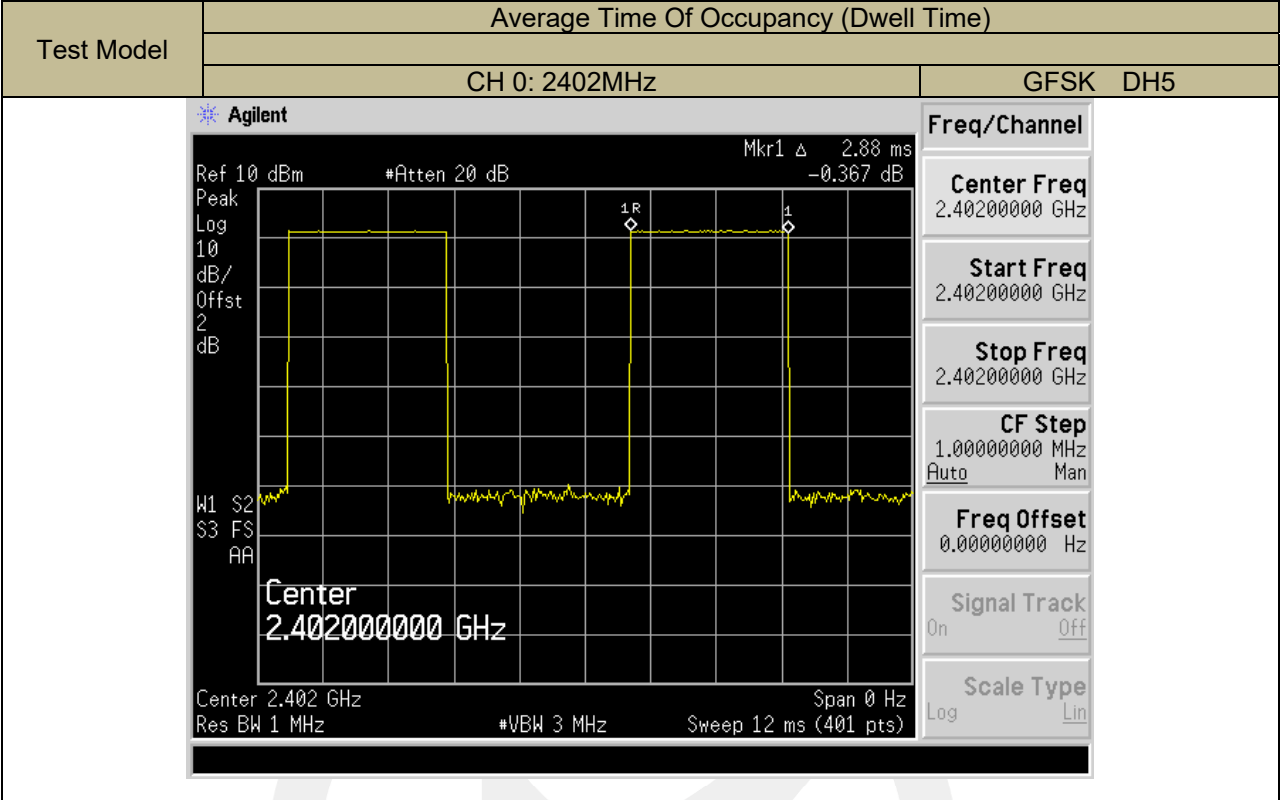 Average Time Of Occupancy (Dwell Time)
Test Model
CH 0: 2402MHz GFSK DH5
Agilent
Freq/Channel
Mkr1 Δ 2.88 ms
Ref 10 dBm #Atten 20 dB -0.367 dB
Peak
Log
10
dB/
Offst
2
dB
1R
1
W1 S2
S3 FS
AA
Center
2.402000000 GHz
Center 2.402 GHz Span 0 Hz
Res BW 1 MHz #VBW 3 MHz Sweep 12 ms (401 pts)
Center Freq
2.40200000 GHz
Start Freq
2.40200000 GHz
Stop Freq
2.40200000 GHz
CF Step
1.00000000 MHz
Auto Man
Freq Offset
0.00000000 Hz
Signal Track
On Off
Scale Type
Log Lin